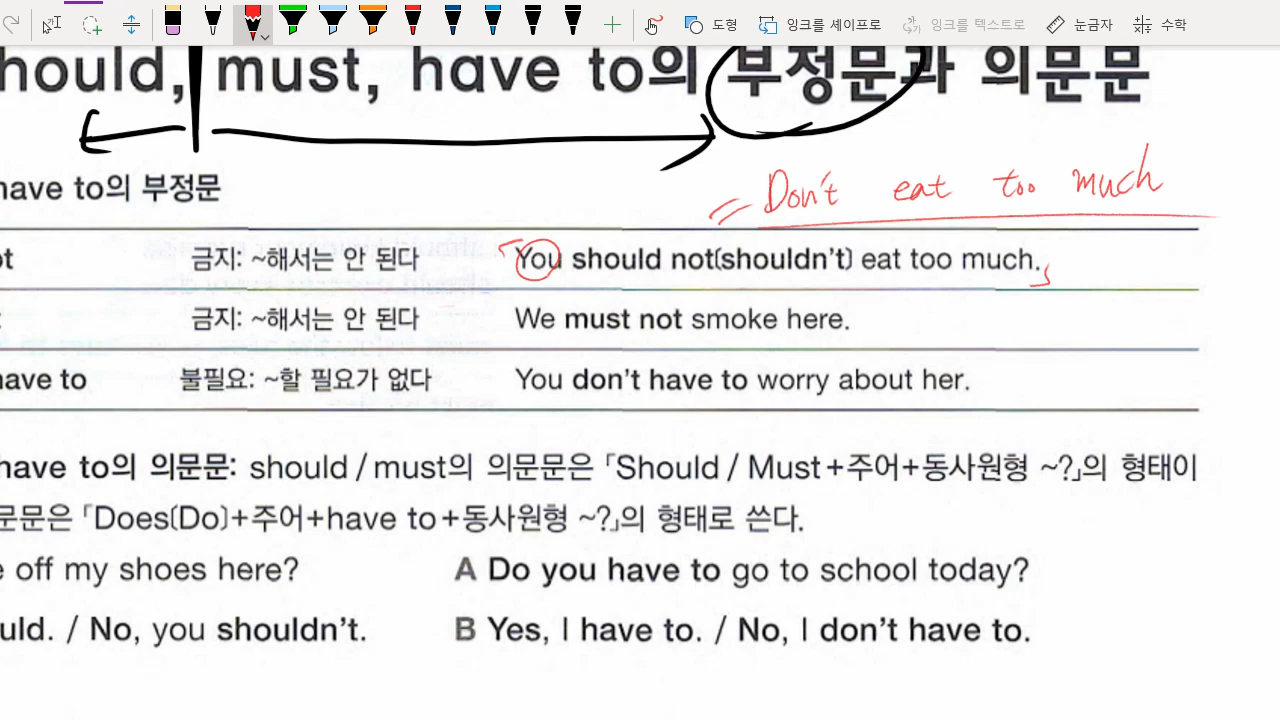 도형 잉크를 셰이프로 잉크를 텍스트로 눈금자 수학
hould, must, have to의 부정문과 의문문
have to의 부정문
= Don't eat too much
ot 금지: ~해서는 안 된다 You should not(shouldn't) eat too much.
금지: ~해서는 안 된다 We must not smoke here.
have to 불필요: ~할 필요가 없다 You don't have to worry about her.
have to의 의문문: should / must의 의문문은 「Should / Must+주어+동사원형 ~?」의 형태이
문문은 「Does(Do)+주어+have to+동사원형 ~?」의 형태로 쓴다.
e off my shoes here? A Do you have to go to school today?
uld. / No, you shouldn't. B Yes, I have to. / No, I don't have to.